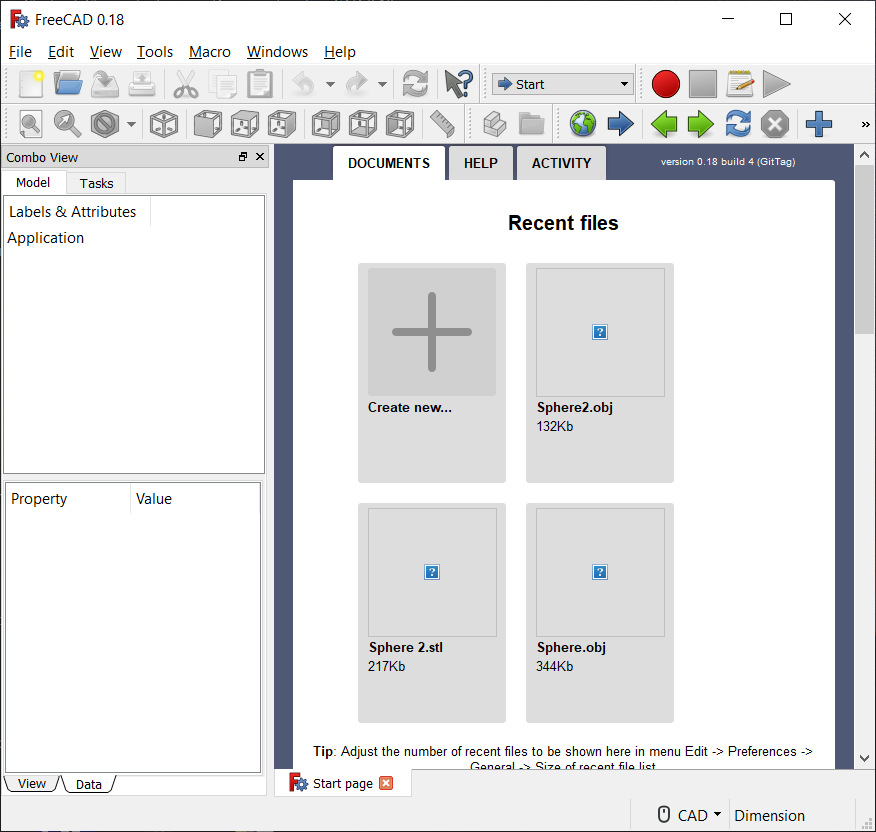 FreeCAD 0.18
File Edit View Tools Macro Windows Help
Start
»
Combo View
Model Tasks
Labels & Attributes
Application
Property Value
View Data
DOCUMENTS HELP ACTIVITY version 0.18 build 4 (GitTag)
Recent files
Create new...
Sphere2.obj
132Kb
Sphere 2.stl
217Kb
Sphere.obj
344Kb
Tip: Adjust the number of recent files to be shown here in menu Edit -> Preferences ->
General -> Size of recent file list
Start page
CAD Dimension